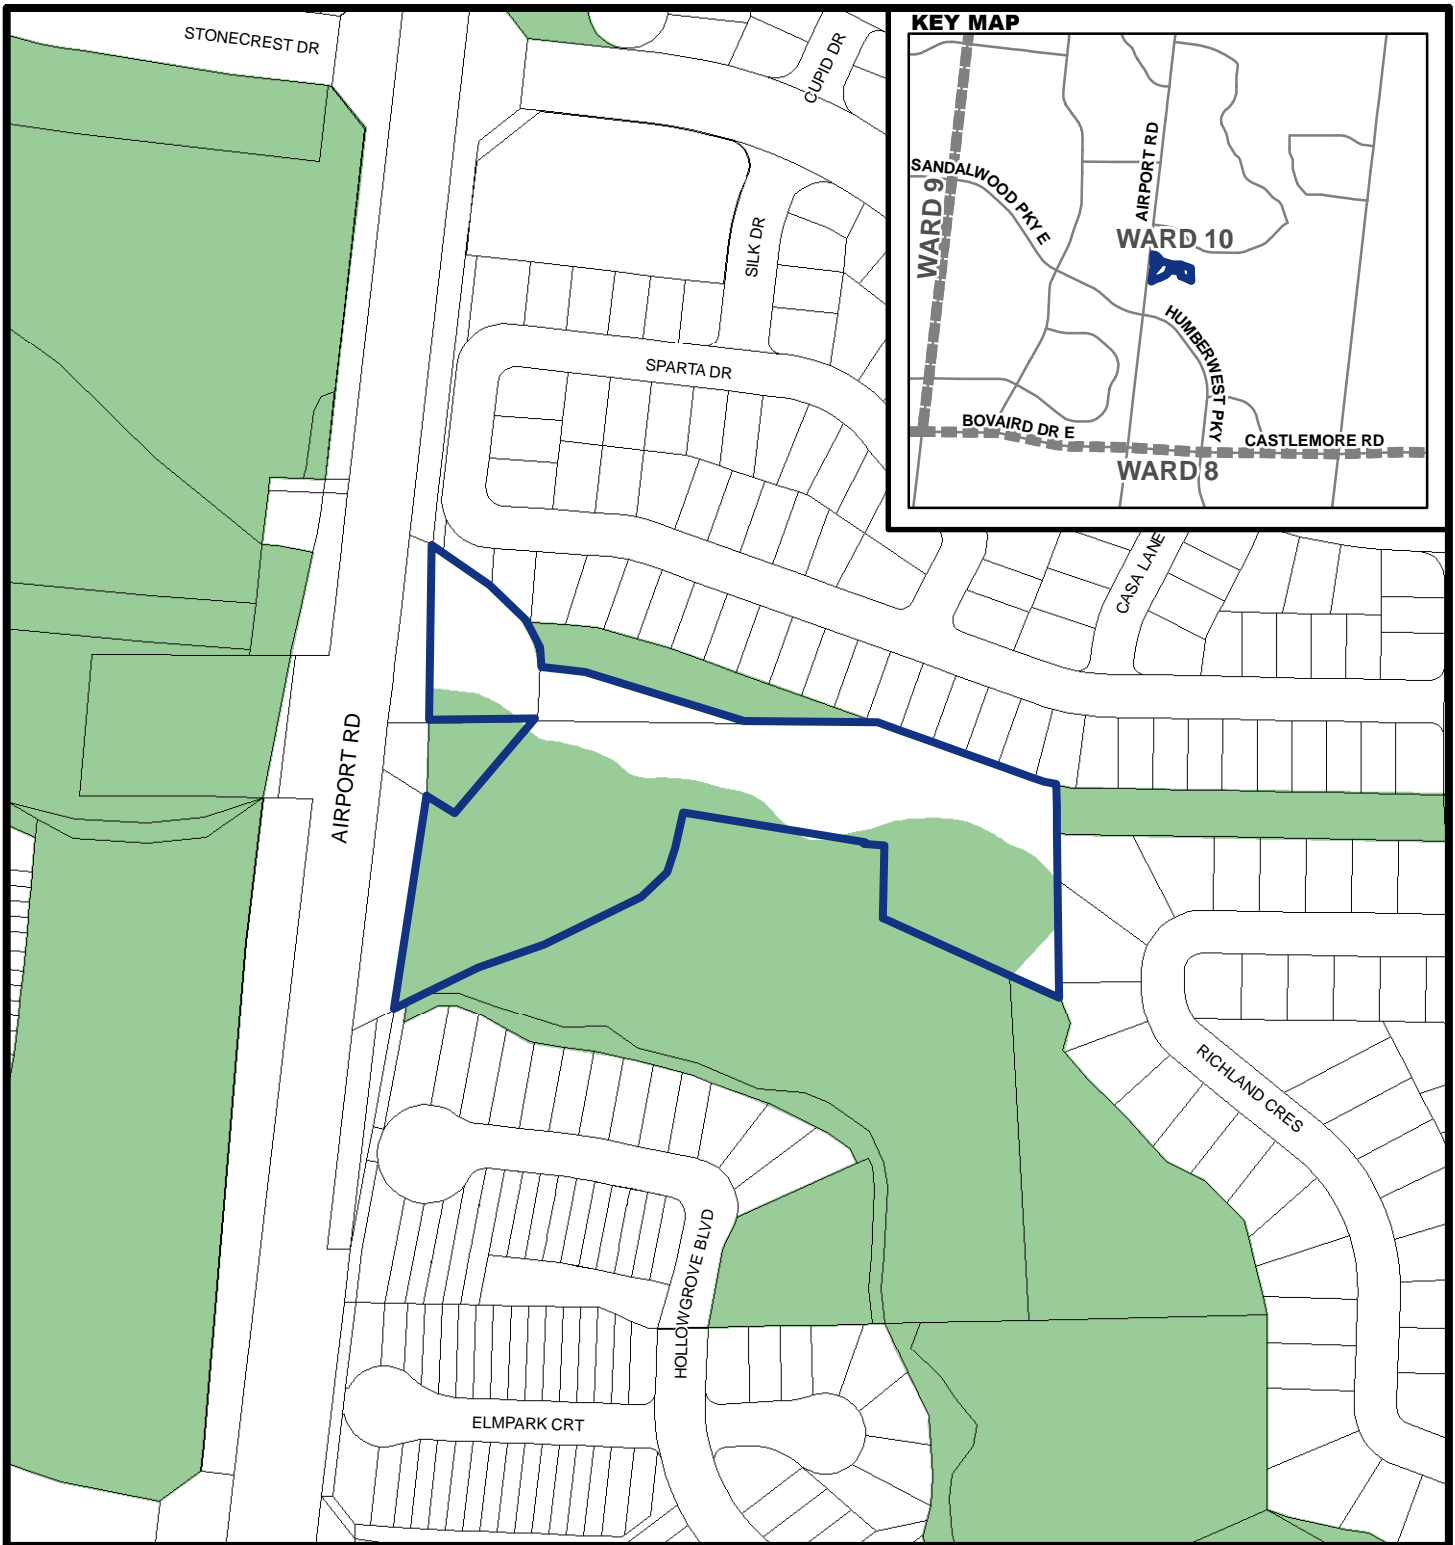 KEY MAP
STONECREST DR
CUPID DR
SILK DR
SPARTA DR
CASA LANE
AIRPORT RD
RICHLAND CRES
HOLLOWGROVE BLVD
ELMPARK CRT
AIRPORT RD
SANDALWOOD PKY E
WARD 9
WARD 10
HUMBERWEST PKY
BOVAIRD DR E
CASTLEMORE RD
WARD 8